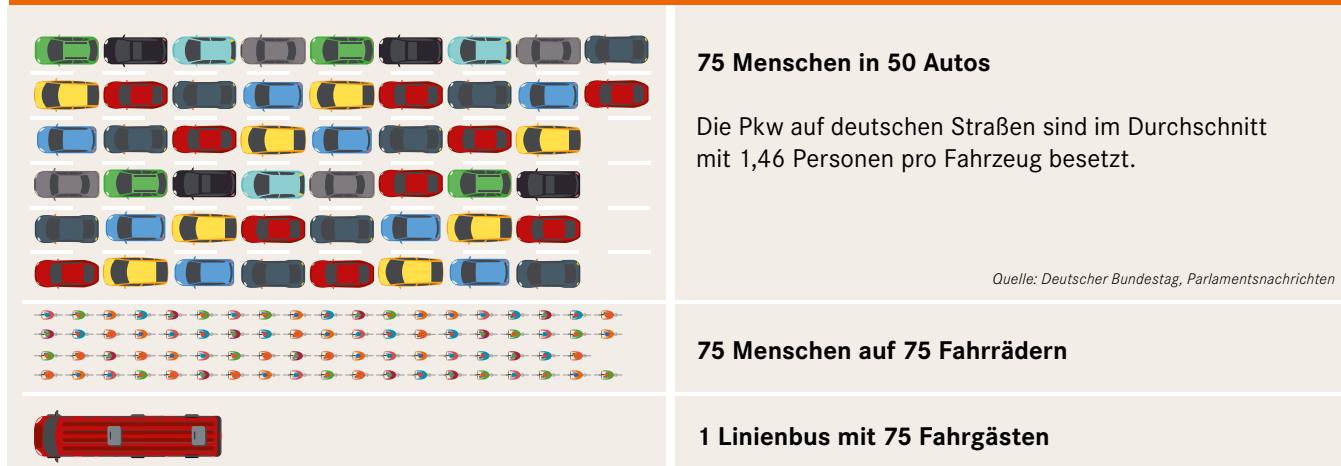 75 Menschen in 50 Autos
Die Pkw auf deutschen Straßen sind im Durchschnitt
mit 1,46 Personen pro Fahrzeug besetzt.
Quelle: Deutscher Bundestag, Parlamentsnachrichten
75 Menschen auf 75 Fahrrädern
1 Linienbus mit 75 Fahrgästen